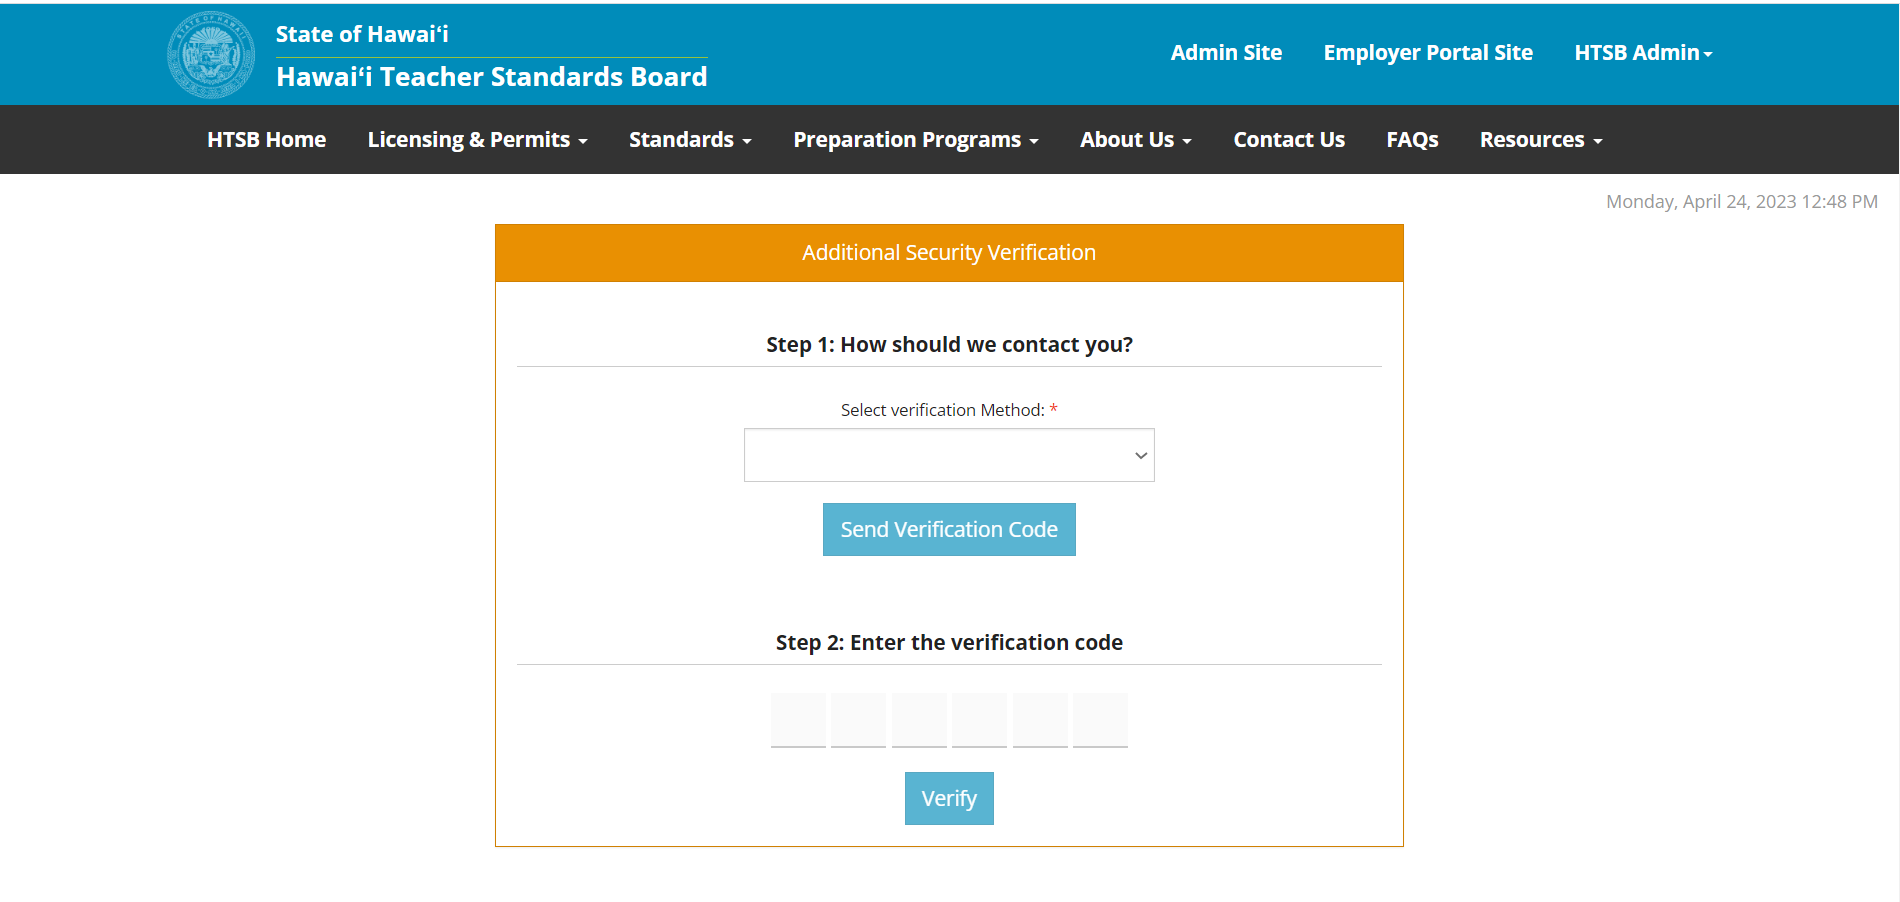 State of Hawaiʻi
Hawaiʻi Teacher Standards Board
Admin Site Employer Portal Site HTSB Admin
HTSB Home Licensing & Permits Standards Preparation Programs About Us Contact Us FAQs Resources
Monday, April 24, 2023 12:48 PM
Additional Security Verification
Step 1: How should we contact you?
Select verification Method: *
Send Verification Code
Step 2: Enter the verification code
Verify